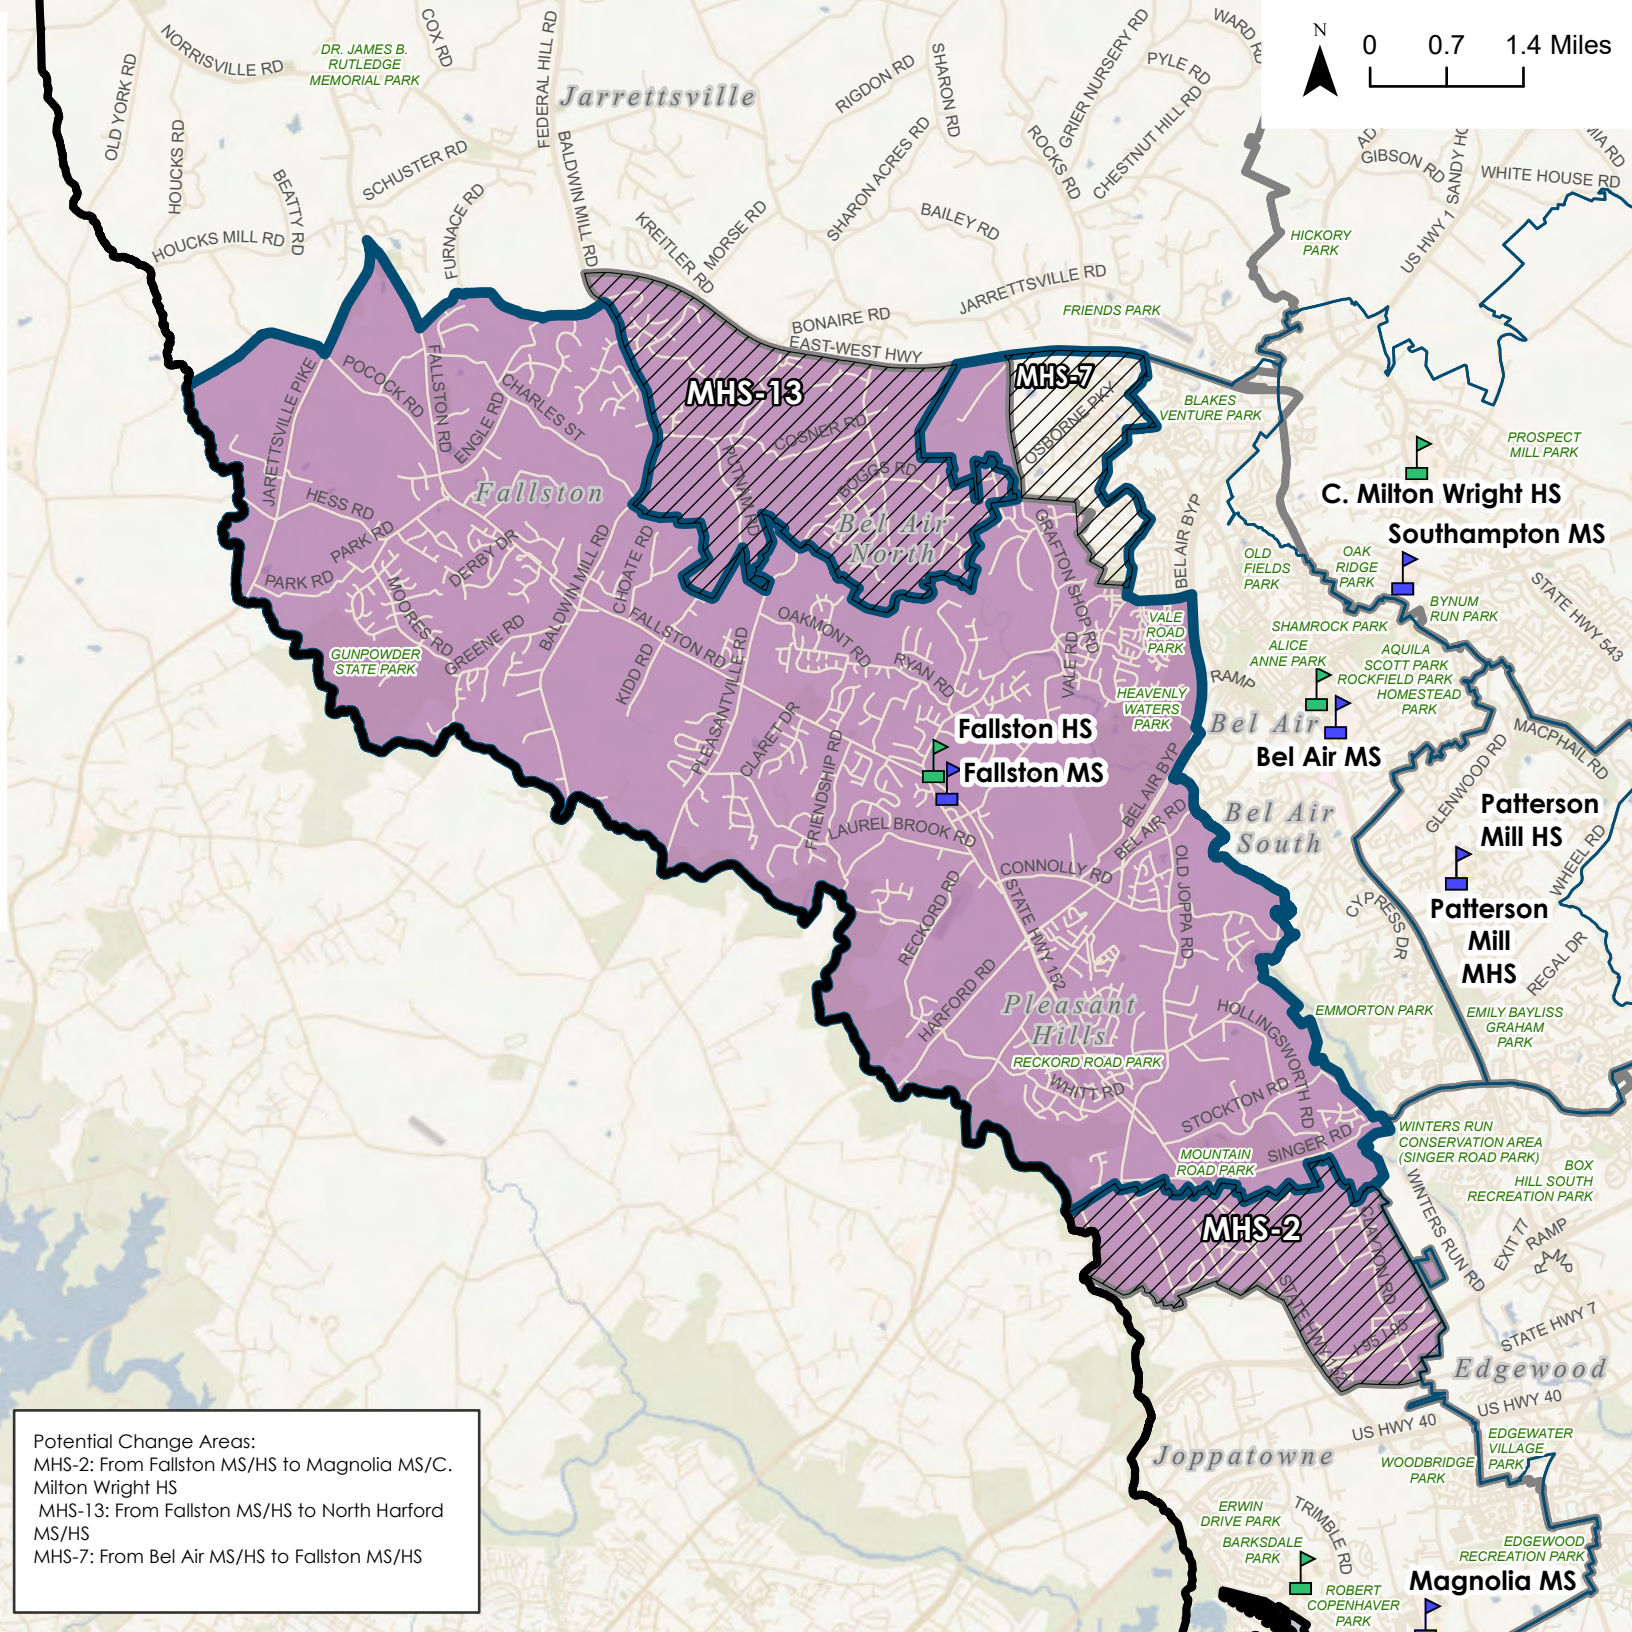 N
0 0.7 1.4 Miles
NORRISVILLE RD
COX RD
DR. JAMES B.
RUTLEDGE
MEMORIAL PARK
OLD YORK RD
FEDERAL HILL RD
Jarrettsville
RIGDON RD
SHARON RD
GRIER NURSERY RD
PYLE RD
WARD RD
CHESTNUT HILL RD
ROCKS RD
HOUCKS RD
BEATTY RD
SCHUSTER RD
FURNACE RD
BALDWIN MILL RD
SHARON ACRES RD
BAILEY RD
KREITLER RD
MORSE RD
HOUCKS MILL RD
JARRETTSVILLE RD
BONAIRE RD
EAST-WEST HWY
FRIENDS PARK
GIBSON RD
US HWY 1
WHITE HOUSE RD
HICKORY
PARK
MHS-13
MHS-7
OSBORNE PKY
BLAKES
VENTURE PARK
PROSPECT
MILL PARK
C. Milton Wright HS
Southampton MS
JARETTSVILLE PIKE
POCOCK RD
FALLSTON RD
ENGLE RD
CHARLES ST
COSNER RD
PUTNAM RD
BOGGS RD
Fallston
Bel Air
North
HESS RD
PARK RD
PARK RD
DERBY DR
MOORES RD
GREENE RD
BALDWIN MILL RD
CHOATE RD
GUNPOWDER
STATE PARK
FALLSTON RD
KIDD RD
PLEASANTVILLE RD
CLARET DR
OAKMONT RD
RYAN RD
FRIENDSHIP RD
GRAFTON SHOP RD
VALE RD
BEL AIR BYP
VALE
ROAD
PARK
HEAVENLY
WATERS
PARK
OLD
FIELDS
PARK
OAK
RIDGE
PARK
BYNUM
RUN PARK
STATE HWY 543
SHAMROCK PARK
ALICE
ANNE PARK
AQUILA
SCOTT PARK
ROCKFIELD PARK
HOMESTEAD
PARK
RAMP
Bel Air
Bel Air MS
Fallston HS
Fallston MS
MACPHAIL RD
GLENWOOD RD
BEL AIR BYP
BEL AIR RD
Bel Air
South
Patterson
Mill HS
WHEEL RD
Patterson
Mill
MHS
CYPRESS DR
REGAL DR
LAUREL BROOK RD
CONNOLLY RD
RECKORD RD
STATE HWY 152
OLD JOPPA RD
HARFORD RD
Pleasant
Hills
RECKORD ROAD PARK
WHITT RD
HOLLINGSWORTH RD
STOCKTON RD
SINGER RD
EMMORTON PARK
EMILY BAYLISS
GRAHAM
PARK
MOUNTAIN
ROAD PARK
WINTERS RUN
CONSERVATION AREA
(SINGER ROAD PARK)
BOX
HILL SOUTH
RECREATION PARK
MHS-2
CLAYTON RD
WINTERS RUN RD
EXIT 77
RAMP
RAMP
STATE HWY 152
I 95
I 95
STATE HWY 7
Edgewood
US HWY 40
US HWY 40
Joppatowne
WOODBRIDGE
PARK
EDGEWATER
VILLAGE
PARK
ERWIN
DRIVE PARK
TRIMBLE RD
BARKSDALE
PARK
ROBERT
COPENHAVER
PARK
EDGEWOOD
RECREATION PARK
Magnolia MS
Potential Change Areas:
MHS-2: From Fallston MS/HS to Magnolia MS/C.
Milton Wright HS
MHS-13: From Fallston MS/HS to North Harford
MS/HS
MHS-7: From Bel Air MS/HS to Fallston MS/HS